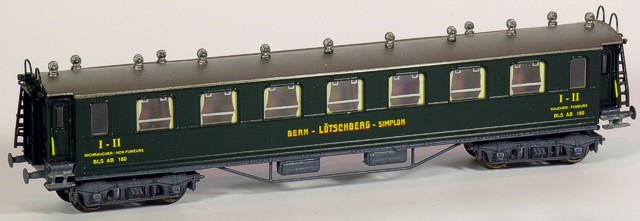 I-II
NICHTRAUCHER-NON FUMEURS
BLS AB 180
BERN - LÖTSCHBERG - SIMPLON
I-II
RAUCHER-FUMEURS
BLS AB 180